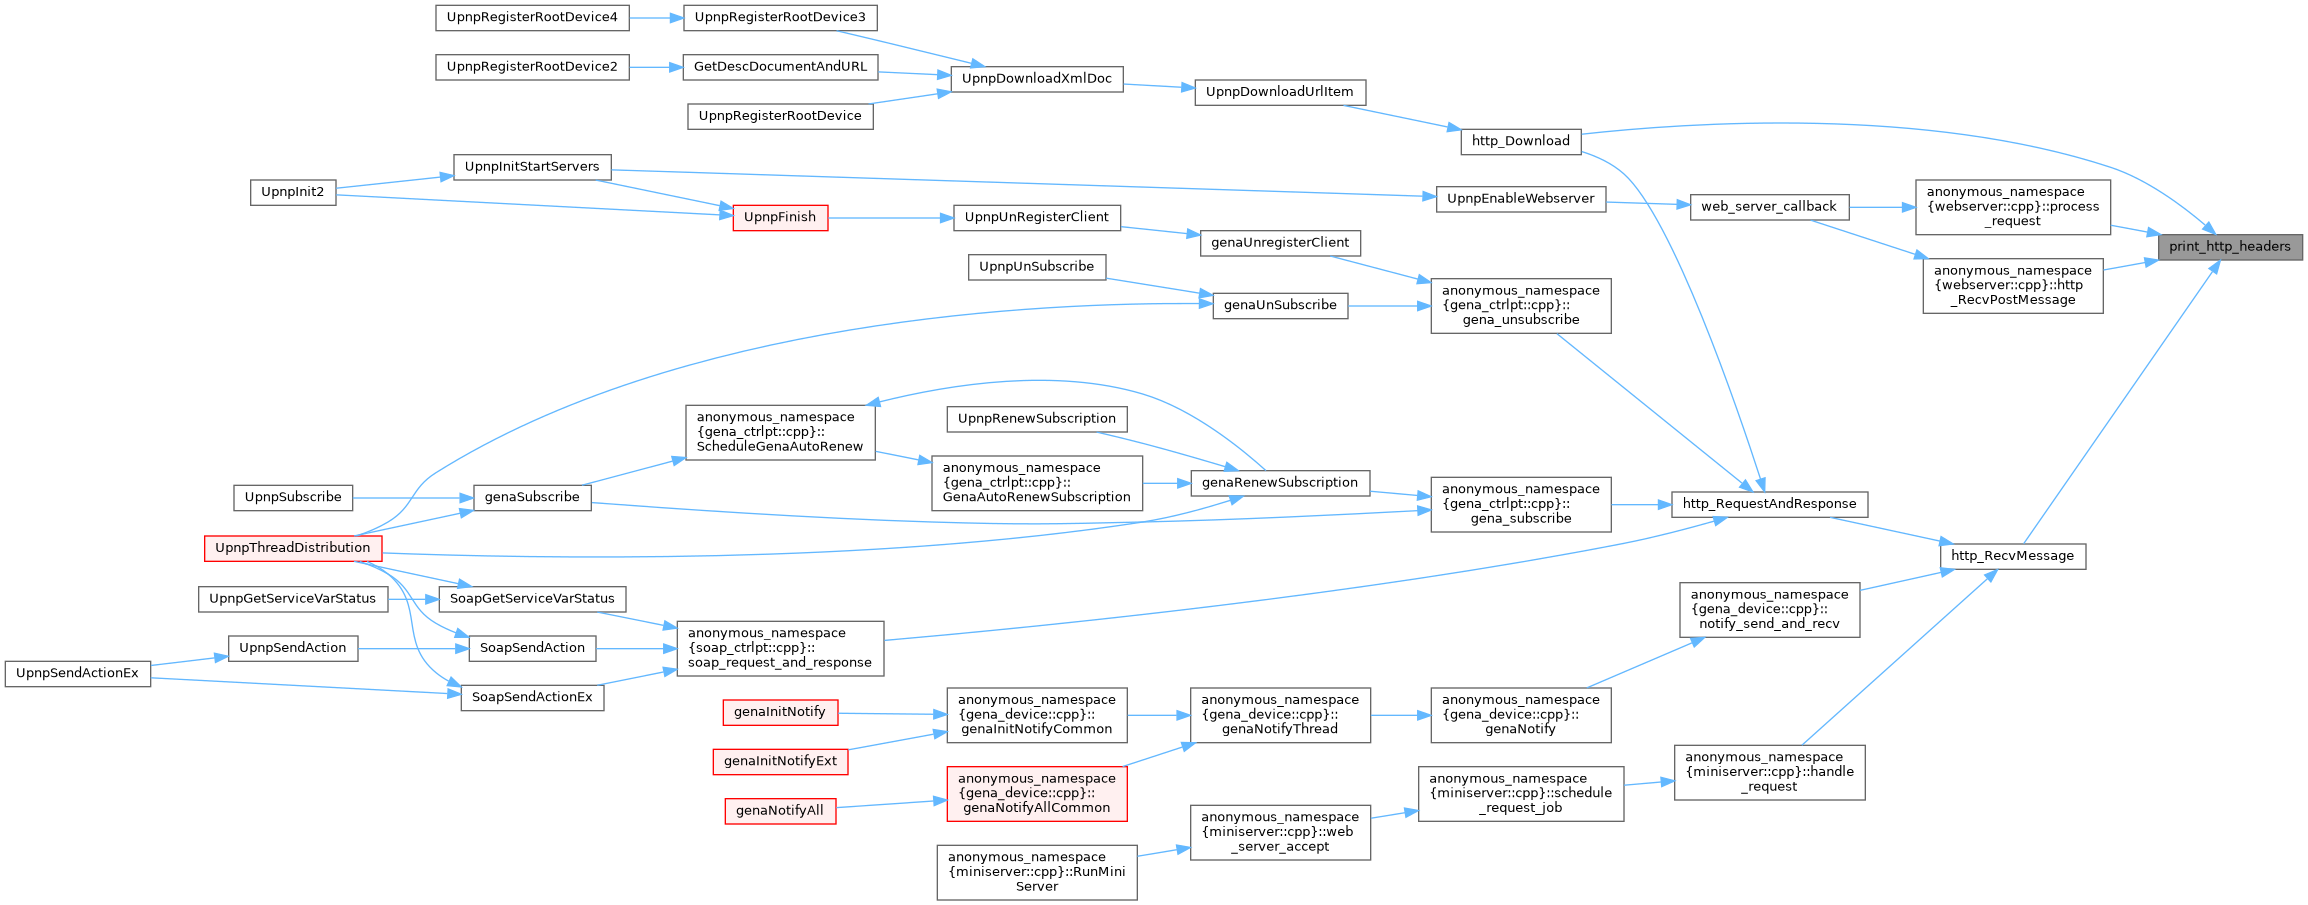 UpnpRegisterRootDevice4
UpnpRegisterRootDevice3
UpnpRegisterRootDevice2
GetDescDocumentAndURL
UpnpRegisterRootDevice
UpnpDownloadXmlDoc
UpnpDownloadUrlItem
http_Download
UpnpInitStartServers
UpnpInit2
UpnpFinish
UpnpUnRegisterClient
UpnpEnableWebserver
web_server_callback
anonymous_namespace
{webserver::cpp}::process
_request
print_http_headers
anonymous_namespace
{webserver::cpp}::http
_RecvPostMessage
genaUnregisterClient
UpnpUnSubscribe
genaUnSubscribe
anonymous_namespace
{gena_ctrlpt::cpp}::
gena_unsubscribe
anonymous_namespace
{gena_ctrlpt::cpp}::
ScheduleGenaAutoRenew
UpnpRenewSubscription
anonymous_namespace
{gena_ctrlpt::cpp}::
GenaAutoRenewSubscription
genaRenewSubscription
UpnpSubscribe
genaSubscribe
anonymous_namespace
{gena_ctrlpt::cpp}::
gena_subscribe
http_RequestAndResponse
UpnpThreadDistribution
http_RecvMessage
UpnpGetServiceVarStatus
SoapGetServiceVarStatus
anonymous_namespace
{gena_device::cpp}::
notify_send_and_recv
UpnpSendAction
SoapSendAction
anonymous_namespace
{soap_ctrlpt::cpp}::
soap_request_and_response
UpnpSendActionEx
SoapSendActionEx
genaInitNotify
anonymous_namespace
{gena_device::cpp}::
genaInitNotifyCommon
anonymous_namespace
{gena_device::cpp}::
genaNotifyThread
anonymous_namespace
{gena_device::cpp}::
genaNotify
genaInitNotifyExt
anonymous_namespace
{miniserver::cpp}::handle
_request
genaNotifyAll
anonymous_namespace
{gena_device::cpp}::
genaNotifyAllCommon
anonymous_namespace
{miniserver::cpp}::schedule
_request_job
anonymous_namespace
{miniserver::cpp}::web
_server_accept
anonymous_namespace
{miniserver::cpp}::RunMini
Server